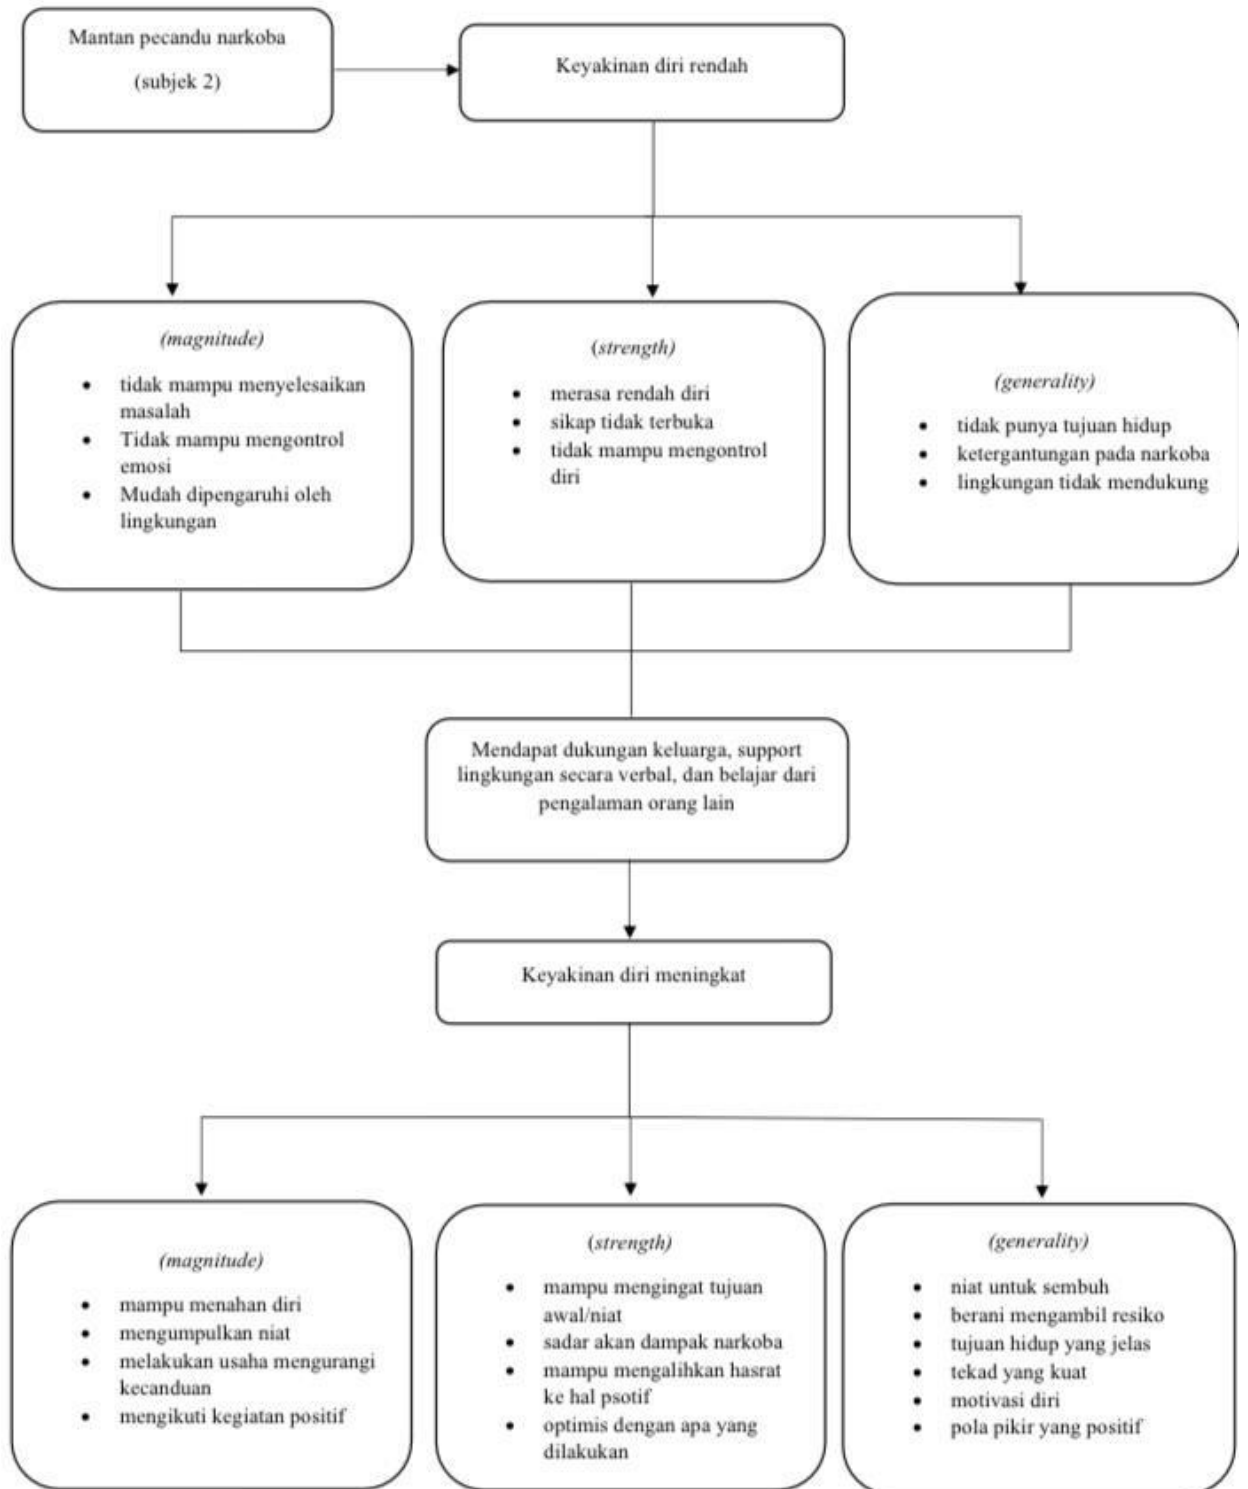 Mantan pecandu narkoba
(subjek 2)
Keyakinan diri rendah
(magnitude)
• tidak mampu menyelesaikan
masalah
• Tidak mampu mengontrol
emosi
• Mudah dipengaruhi oleh
lingkungan
(strength)
• merasa rendah diri
• sikap tidak terbuka
• tidak mampu mengontrol
diri
(generality)
• tidak punya tujuan hidup
• ketergantungan pada narkoba
• lingkungan tidak mendukung
Mendapat dukungan keluarga, support
lingkungan secara verbal, dan belajar dari
pengalaman orang lain
Keyakinan diri meningkat
(magnitude)
• mampu menahan diri
• mengumpulkan niat
• melakukan usaha mengurangi
kecanduan
• mengikuti kegiatan positif
(strength)
• mampu mengingat tujuan
awal/niat
• sadar akan dampak narkoba
• mampu mengalihkan hasrat
ke hal psotif
• optimis dengan apa yang
dilakukan
(generality)
• niat untuk sembuh
• berani mengambil resiko
• tujuan hidup yang jelas
• tekad yang kuat
• motivasi diri
• pola pikir yang positif